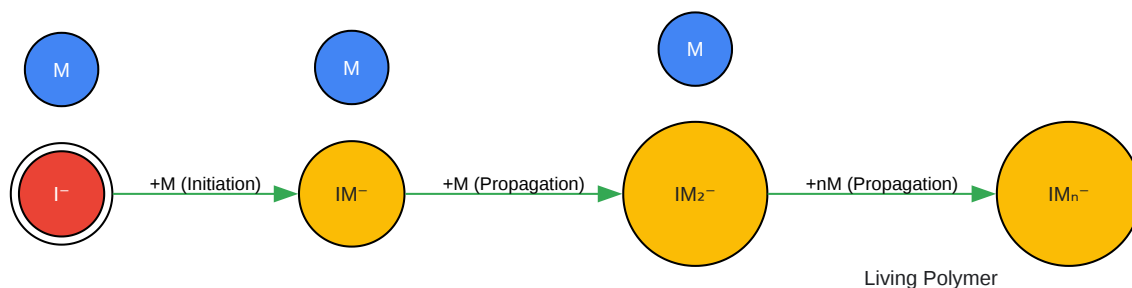 M
M
M
I⁻
+M (Initiation)
IM⁻
+M (Propagation)
IM₂⁻
+nM (Propagation)
IMₙ⁻
Living Polymer